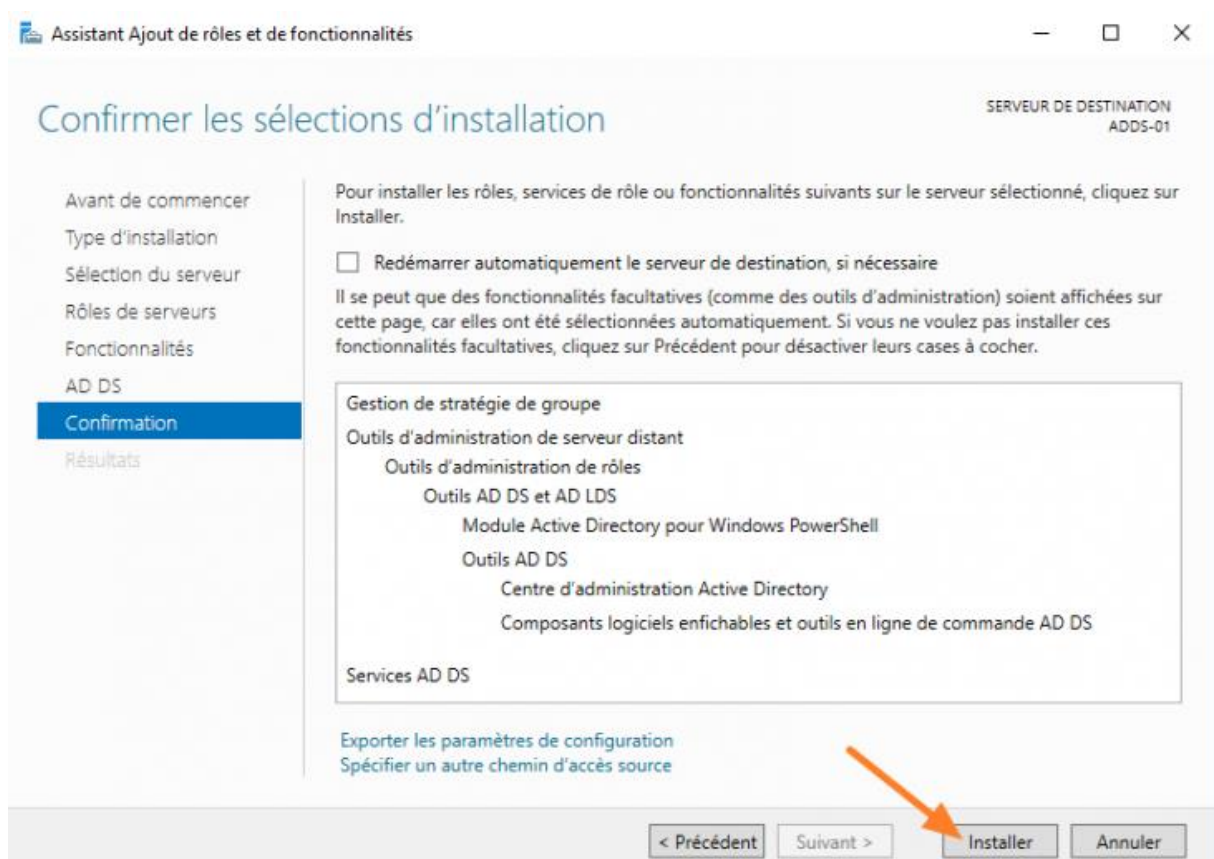 Assistant Ajout de rôles et de fonctionnalités
Confirmer les sélections d'installation
SERVEUR DE DESTINATION
ADDS-01
Avant de commencer
Type d'installation
Sélection du serveur
Rôles de serveurs
Fonctionnalités
AD DS
Confirmation
Résultats
Pour installer les rôles, services de rôle ou fonctionnalités suivants sur le serveur sélectionné, cliquez sur
Installer.
Redémarrer automatiquement le serveur de destination, si nécessaire
Il se peut que des fonctionnalités facultatives (comme des outils d'administration) soient affichées sur
cette page, car elles ont été sélectionnées automatiquement. Si vous ne voulez pas installer ces
fonctionnalités facultatives, cliquez sur Précédent pour désactiver leurs cases à cocher.
Gestion de stratégie de groupe
Outils d'administration de serveur distant
Outils d'administration de rôles
Outils AD DS et AD LDS
Module Active Directory pour Windows PowerShell
Outils AD DS
Centre d'administration Active Directory
Composants logiciels enfichables et outils en ligne de commande AD DS
Services AD DS
Exporter les paramètres de configuration
Spécifier un autre chemin d'accès source
< Précédent
Suivant >
Installer
Annuler